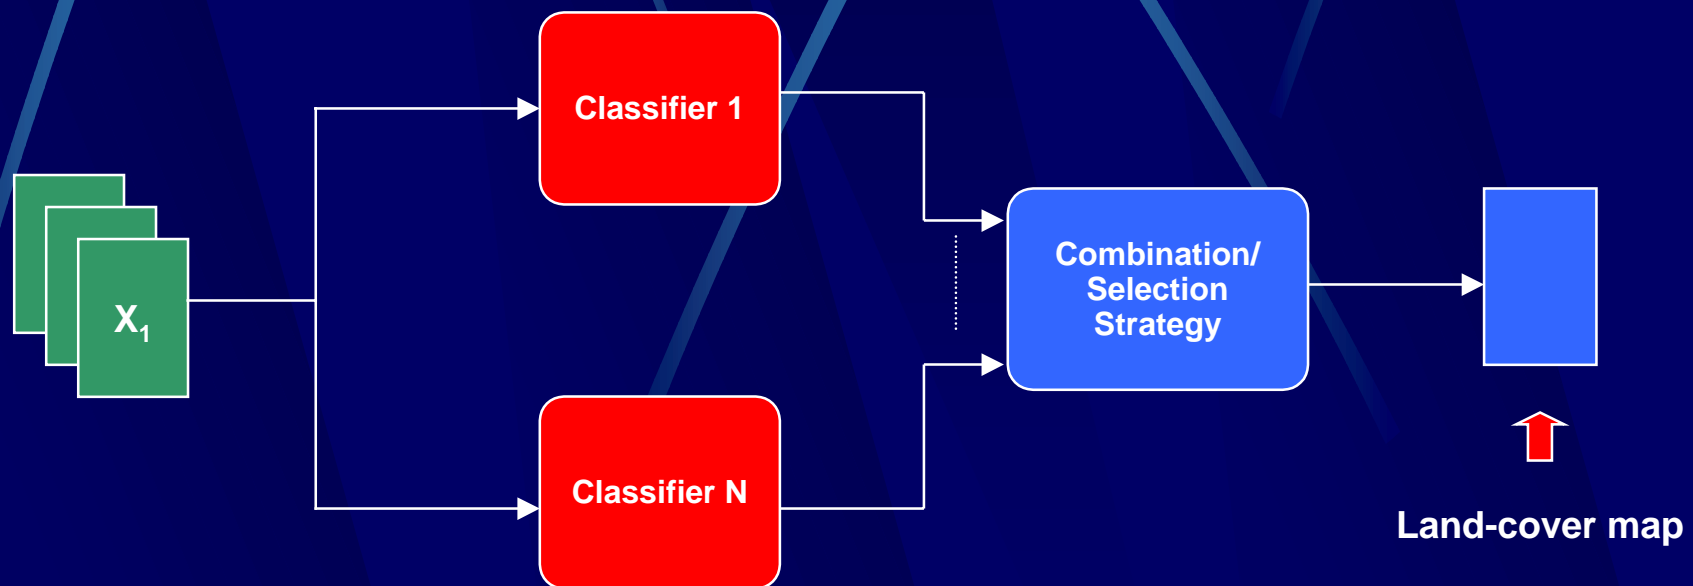 Classifier 1
X₁
Combination/
Selection
Strategy
Classifier N
Land-cover map